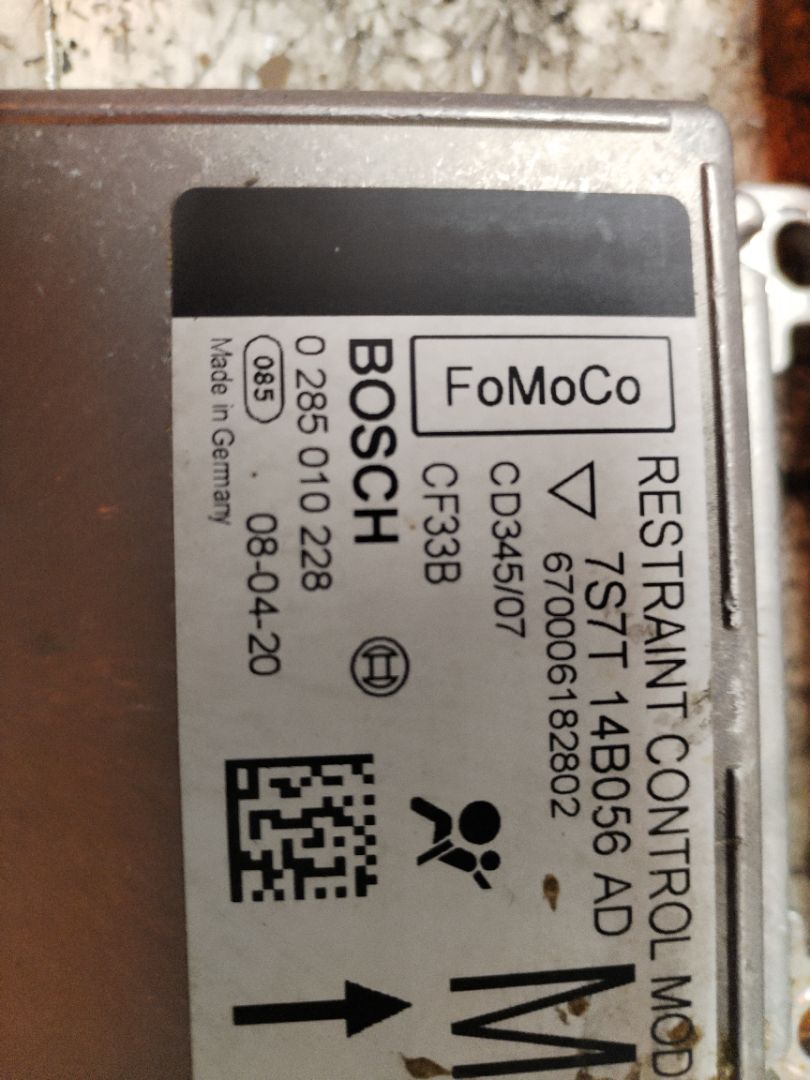 RESTRAINT CONTROL MOD
FoMoCo
7S7T 14B056 AD
670006182802
CD345/07
CF33B
BOSCH
0 285 010 228
085
08-04-20
Made in Germany
M